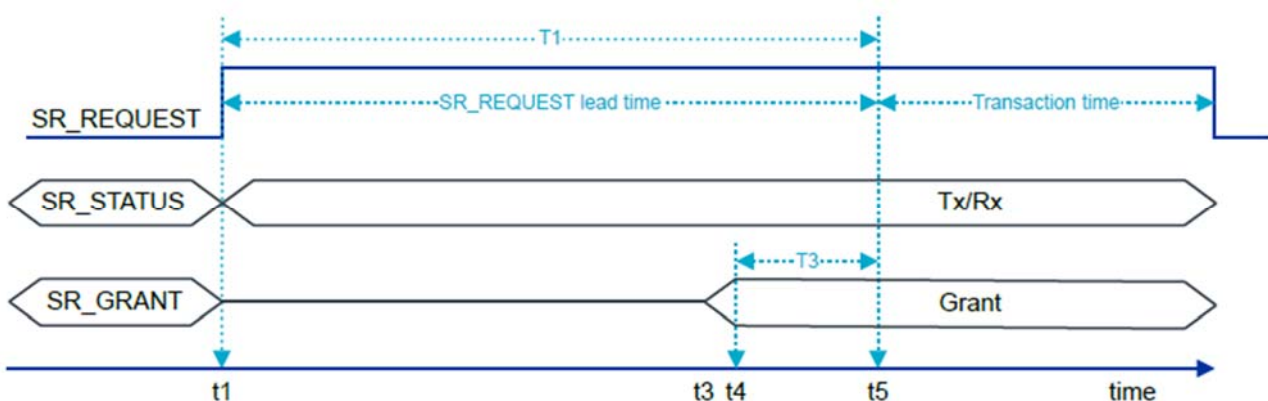 T1
SR_REQUEST
SR_REQUEST lead time
Transaction time
SR_STATUS
Tx/Rx
T3
SR_GRANT
Grant
t1
t3 t4
t5
time